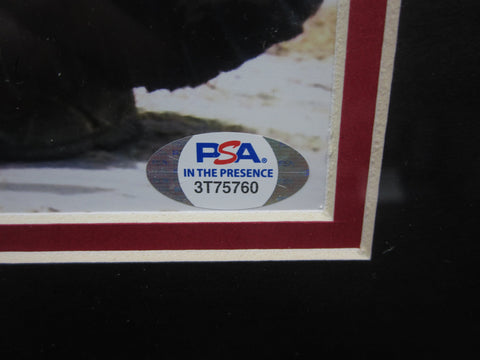 PSA®
IN THE PRESENCE
3T75760